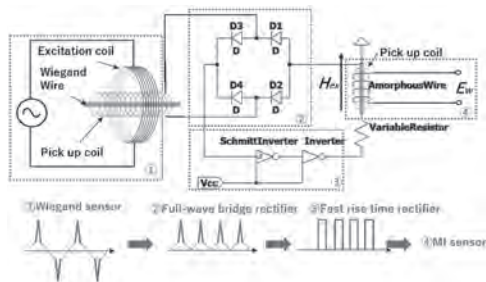 Excitation coil
Wiegand
Wire
Pick up coil
①
D3 D1
D D
D4 D2
D D
②
Hex
Pick up coil
AmorphousWire
Ew
④
VariableResistor
SchmittInverter Inverter
Vcc
③
①Wiegand sensor
②Full-wave bridge rectifier
③Fast rise time rectifier
④MI sensor